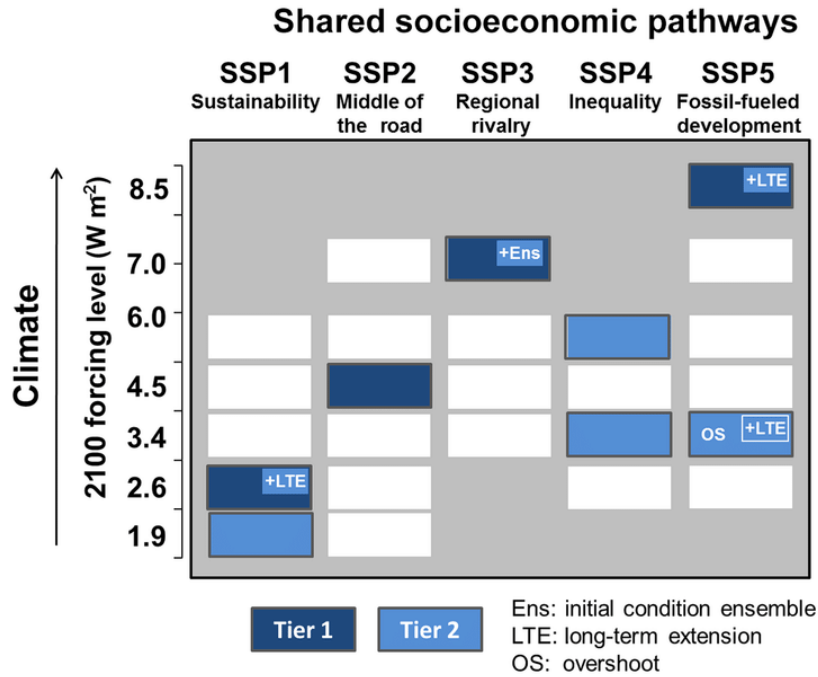 Shared socioeconomic pathways
SSP1 SSP2 SSP3 SSP4 SSP5
Sustainability Middle of Regional Inequality Fossil-fueled
the road rivalry development
Climate
2100 forcing level (W m-2)
8.5 +LTE
7.0 +Ens
6.0
4.5
3.4 OS +LTE
2.6 +LTE
1.9
Tier 1 Tier 2
Ens: initial condition ensemble
LTE: long-term extension
OS: overshoot